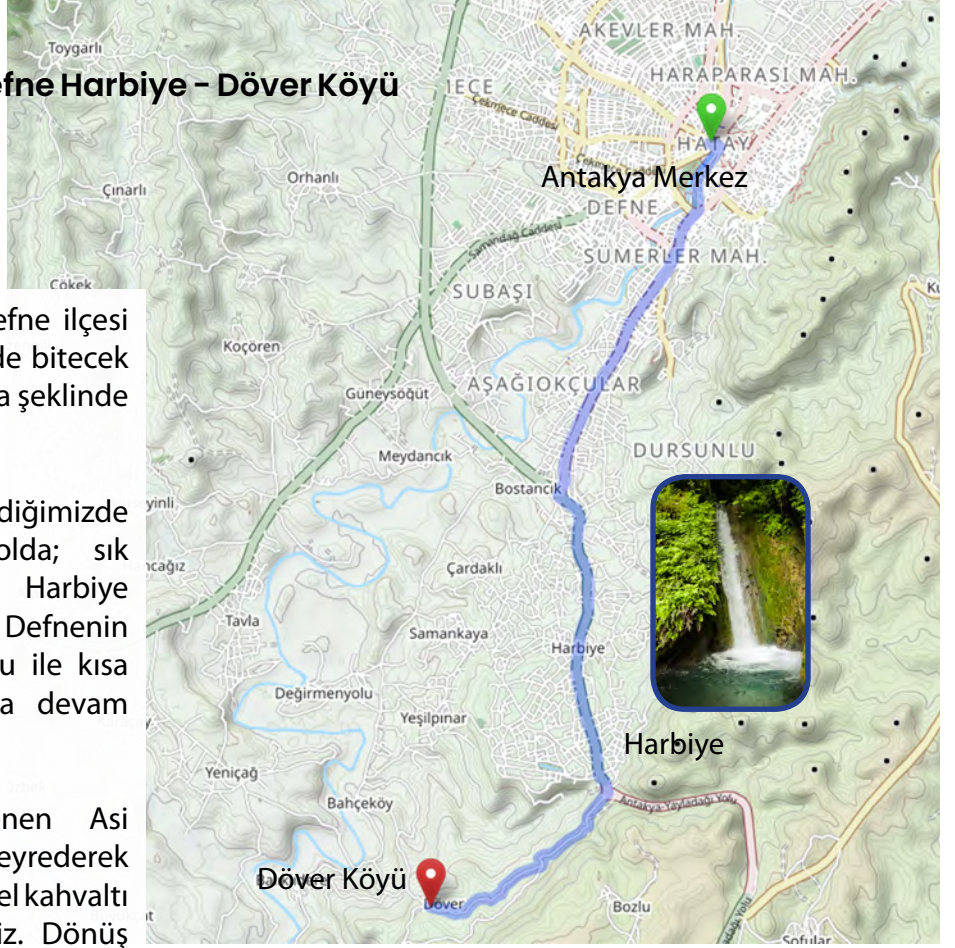 AKEVLER MAH.
Toygarlı
efne Harbiye – Döver Köyü
HARAPARASI MAH.
Çekmece Caddesi
HATAY
Antakya Merkez
Orhanlı
Çınarlı
DEFNE
Samandağ Caddesi
SÜMERLER MAH.
Çökek
SUBAŞI
efne ilçesi
de bitecek
a şeklinde
Koçören
AŞAĞIOKÇULAR
Güneysöğüt
DURSUNLU
Meydancık
Bostancık
yinli
diğimizde
olda; sık
Harbiye
Defnenin
u ile kısa
a devam
Çardaklı
Tavla
Samankaya
Harbiye
Değirmenyolu
Yeşilpınar
Harbiye
Yeniçağ
Antakya-Yayladağı Yolu
Bahçeköy
nen Asi
eyrederek
el kahvaltı
iz. Dönüş
Döver Köyü
Döver
Bozlu
Sofular